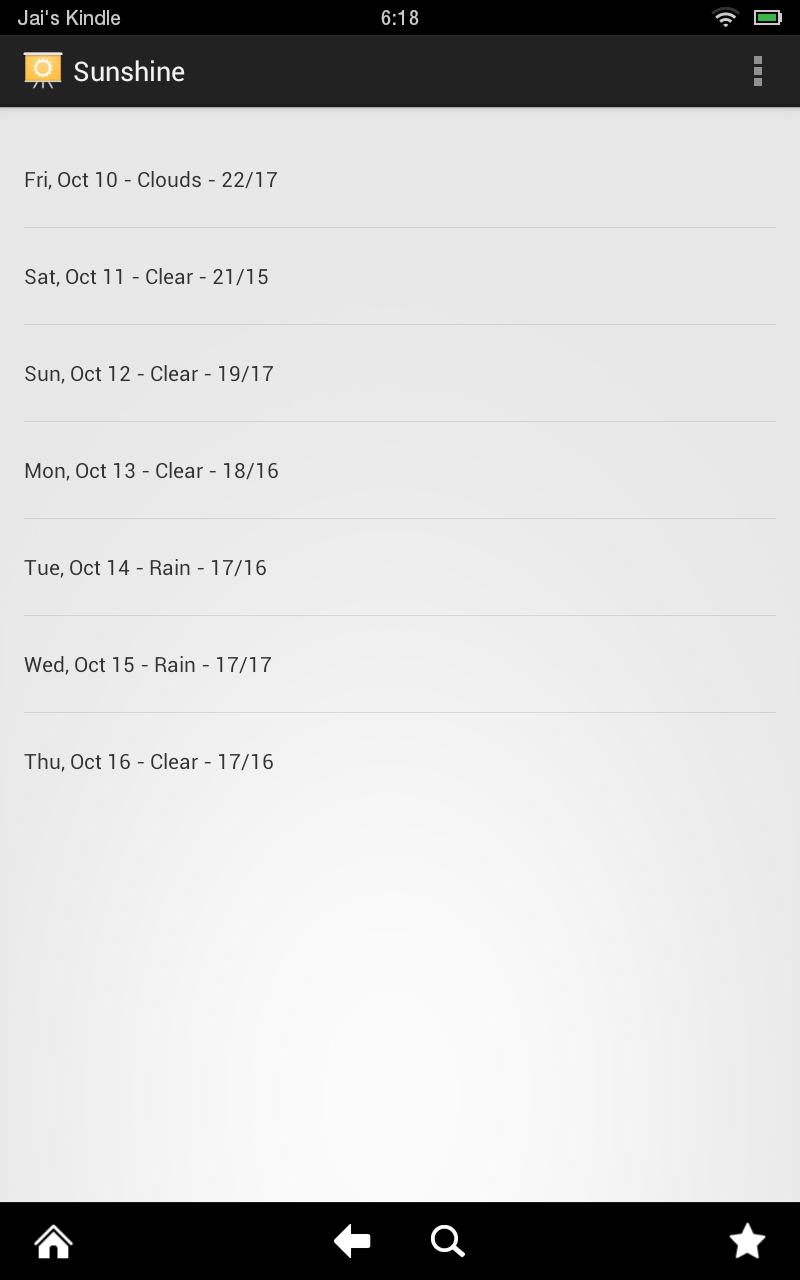 Jai's Kindle 6:18
Sunshine
Fri, Oct 10 - Clouds - 22/17
Sat, Oct 11 - Clear - 21/15
Sun, Oct 12 - Clear - 19/17
Mon, Oct 13 - Clear - 18/16
Tue, Oct 14 - Rain - 17/16
Wed, Oct 15 - Rain - 17/17
Thu, Oct 16 - Clear - 17/16